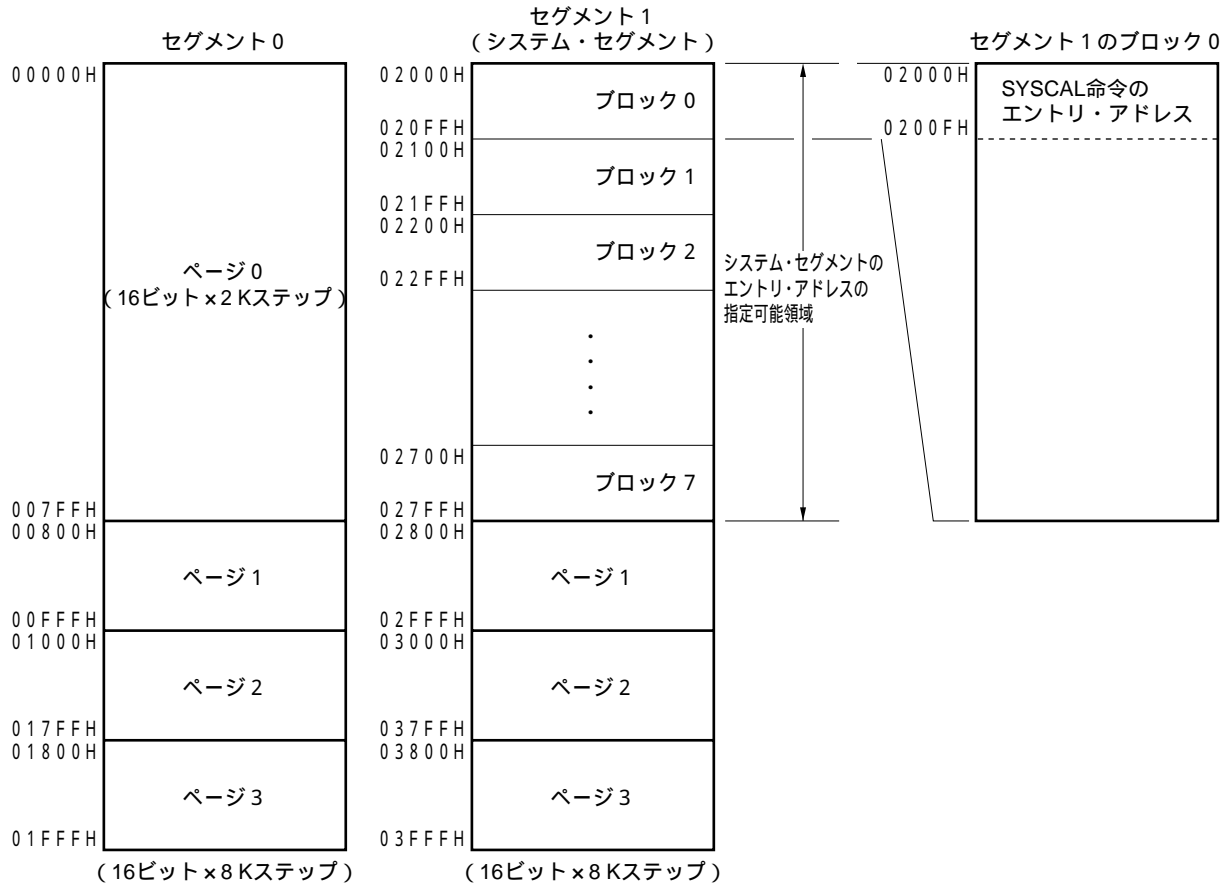 セグメント0
00000H
ページ0
(16ビット×2 Kステップ)
007FFH
00800H
ページ1
00FFFH
01000H
ページ2
017FFH
01800H
ページ3
01FFFH
(16ビット×8 Kステップ)
セグメント1
(システム・セグメント)
02000H
ブロック0
020FFH
02100H
ブロック1
021FFH
02200H
ブロック2
022FFH
02700H
ブロック7
027FFH
02800H
ページ1
02FFFH
03000H
ページ2
037FFH
03800H
ページ3
03FFFH
(16ビット×8 Kステップ)
システム・セグメントの
エントリ・アドレスの
指定可能領域
セグメント1のブロック0
02000H
SYSCAL命令の
エントリ・アドレス
0200FH